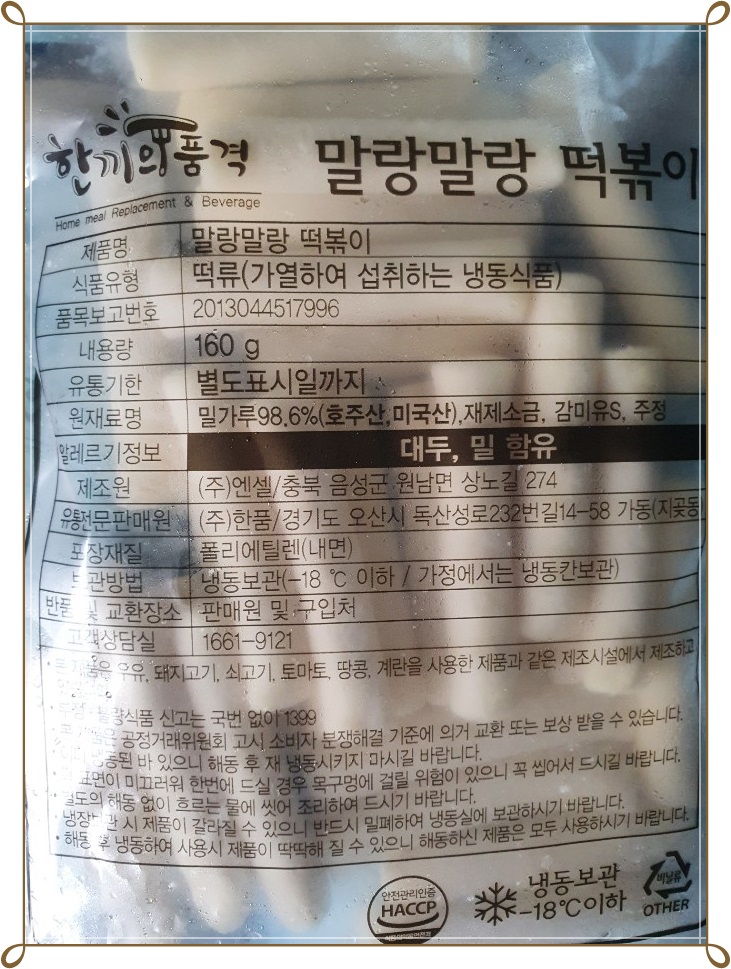 한끼의품격
말랑말랑 떡볶이
Home meal Replacement & Beverage
제품명 말랑말랑 떡볶이
식품유형 떡류(가열하여 섭취하는 냉동식품)
품목보고번호 2013044517996
내용량 160 g
유통기한 별도표시일까지
원재료명 밀가루98.6%(호주산,미국산),재제소금, 감미유S, 주정
알레르기정보 대두, 밀 함유
제조원 (주)엔셀/충북 음성군 원남면 상노길 274
유통전문판매원 (주)한품/경기도 오산시 독산성로232번길14-58 가동(지곶동)
포장재질 폴리에틸렌(내면)
보관방법 냉동보관(-18 ℃ 이하 / 가정에서는 냉동칸보관)
반품 및 교환장소 판매원 및 구입처
고객상담실 1661-9121
우유, 돼지고기, 쇠고기, 토마토, 땅콩, 계란을 사용한 제품과 같은 제조시설에서 제조하고
불량식품 신고는 국번 없이 1399
공정거래위원회 고시 소비자 분쟁해결 기준에 의거 교환 또는 보상 받을 수 있습니다.
바 있으니 해동 후 재 냉동시키지 마시길 바랍니다.
표면이 미끄러워 한번에 드실 경우 목구멍에 걸릴 위험이 있으니 꼭 씹어서 드시길 바랍니다.
별도의 해동 없이 흐르는 물에 씻어 조리하여 드시기 바랍니다.
시 제품이 갈라질 수 있으니 반드시 밀폐하여 냉동실에 보관하시기 바랍니다.
• 해동 후 냉동하여 사용시 제품이 딱딱해 질 수 있으니 해동하신 제품은 모두 사용하시기 바랍니다.
안전관리인증
HACCP
냉동보관
-18℃이하
비닐류
OTHER